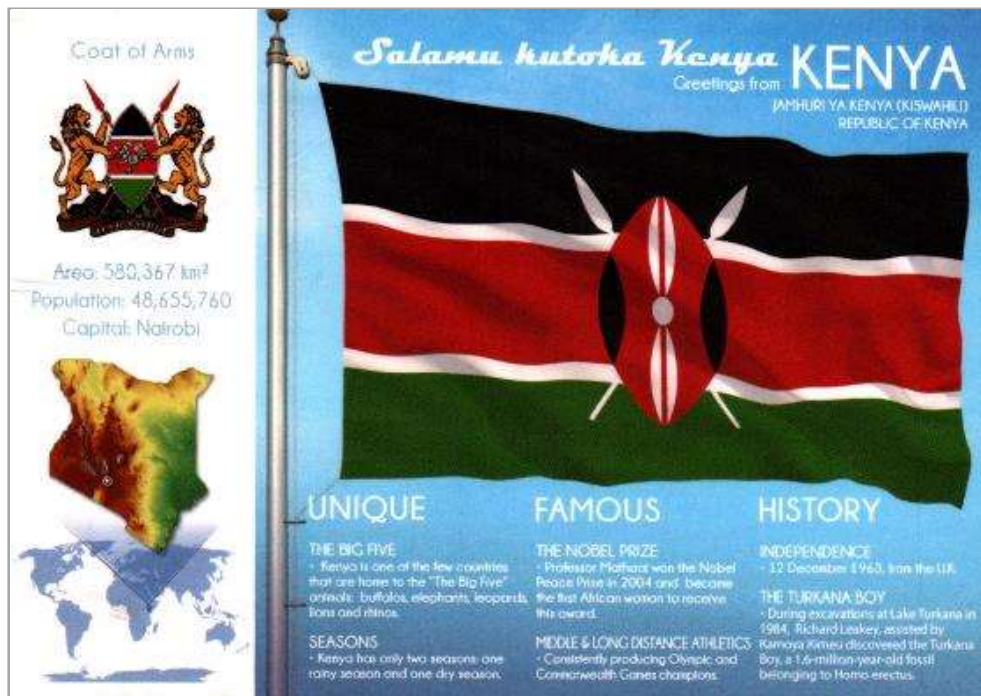 Coat of Arms
Area: 580,367 km²
Population: 48,655,760
Capital: Nairobi
Salamu kutoka Kenya
Greetings from KENYA
JAMHURI YA KENYA (KISWAHILI)
REPUBLIC OF KENYA
UNIQUE
THE BIG FIVE
· Kenya is one of the few countries
that are home to the "The Big Five"
animals: buffalos, elephants, leopards,
lions and rhinos.
SEASONS
· Kenya has only two seasons: one
rainy season and one dry season.
FAMOUS
THE NOBEL PRIZE
· Professor Mathaai won the Nobel
Peace Prize in 2004 and became
the first African woman to receive
this award.
MIDDLE & LONG DISTANCE ATHLETICS
· Consistently producing Olympic and
Commonwealth Games champions.
HISTORY
INDEPENDENCE
· 12 December 1963, from the U.K.
THE TURKANA BOY
· During excavations at Lake Turkana in
1984, Richard Leakey, assisted by
Kamoya Kimeu discovered the Turkana
Boy, a 1.6-million-year-old fossil
belonging to Homo erectus.